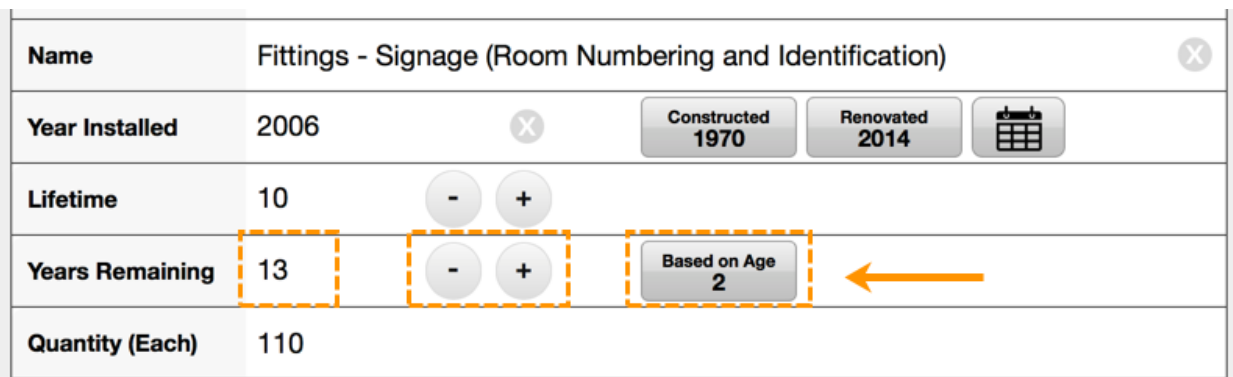 Name Fittings - Signage (Room Numbering and Identification) X
Year Installed 2006 X Constructed 1970 Renovated 2014
Lifetime 10 - +
Years Remaining 13 - + Based on Age 2
Quantity (Each) 110